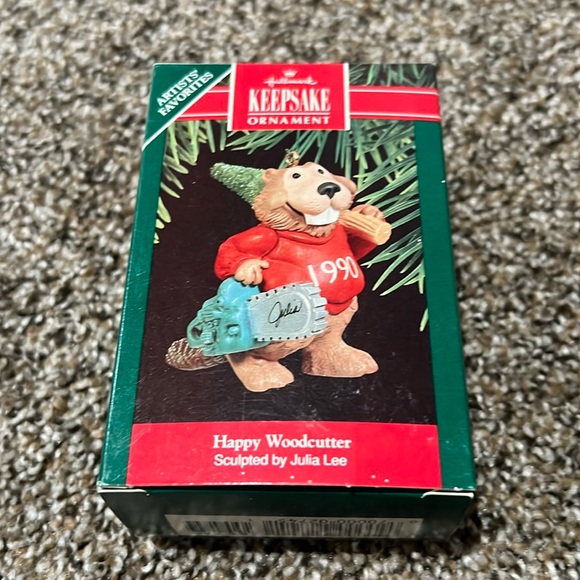 ARTISTS'
FAVORITES
Hallmark
KEEPSAKE
ORNAMENT
1990
Julia
Happy Woodcutter
Sculpted by Julia Lee